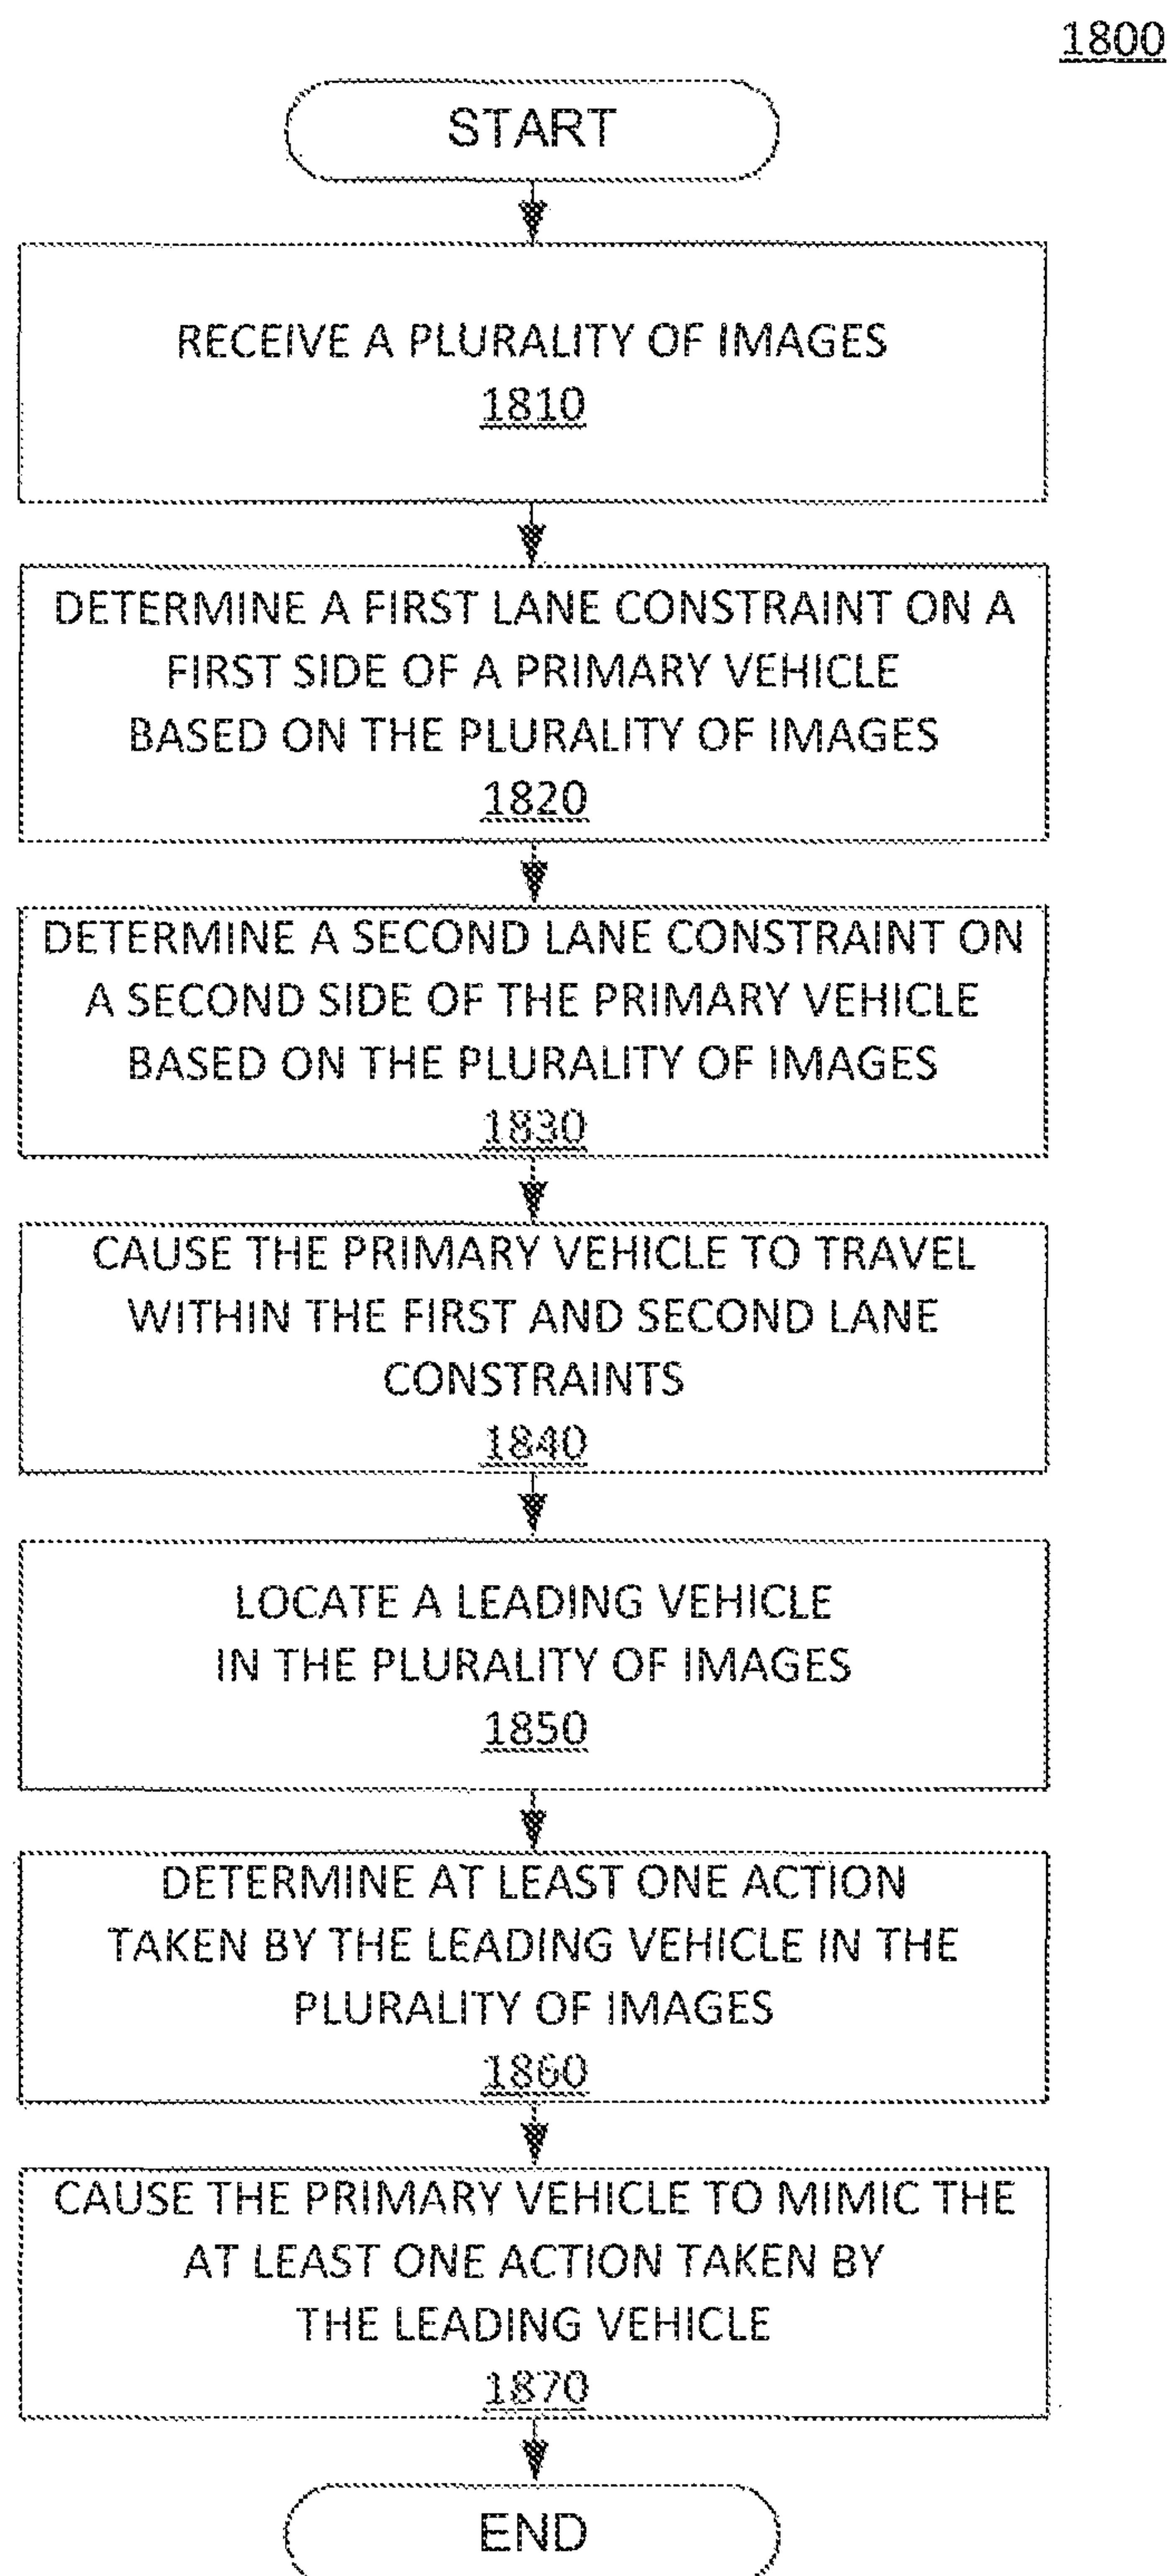 1800
START
RECEIVE A PLURALITY OF IMAGES
1810
DETERMINE A FIRST LANE CONSTRAINT ON A
FIRST SIDE OF A PRIMARY VEHICLE
BASED ON THE PLURALITY OF IMAGES
1820
DETERMINE A SECOND LANE CONSTRAINT ON
A SECOND SIDE OF THE PRIMARY VEHICLE
BASED ON THE PLURALITY OF IMAGES
1830
CAUSE THE PRIMARY VEHICLE TO TRAVEL
WITHIN THE FIRST AND SECOND LANE
CONSTRAINTS
1840
LOCATE A LEADING VEHICLE
IN THE PLURALITY OF IMAGES
1850
DETERMINE AT LEAST ONE ACTION
TAKEN BY THE LEADING VEHICLE IN THE
PLURALITY OF IMAGES
1860
CAUSE THE PRIMARY VEHICLE TO MIMIC THE
AT LEAST ONE ACTION TAKEN BY
THE LEADING VEHICLE
1870
END